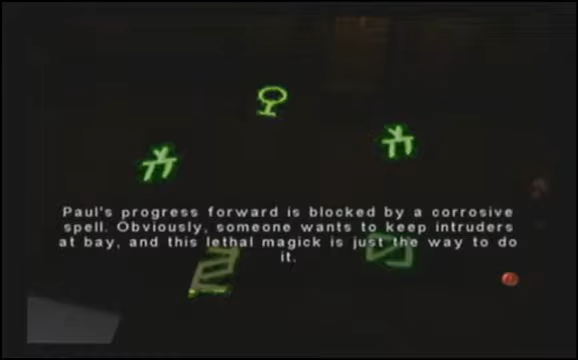 Paul's progress forward is blocked by a corrosive
spell. Obviously, someone wants to keep intruders
at bay, and this lethal magick is just the way to do
it.